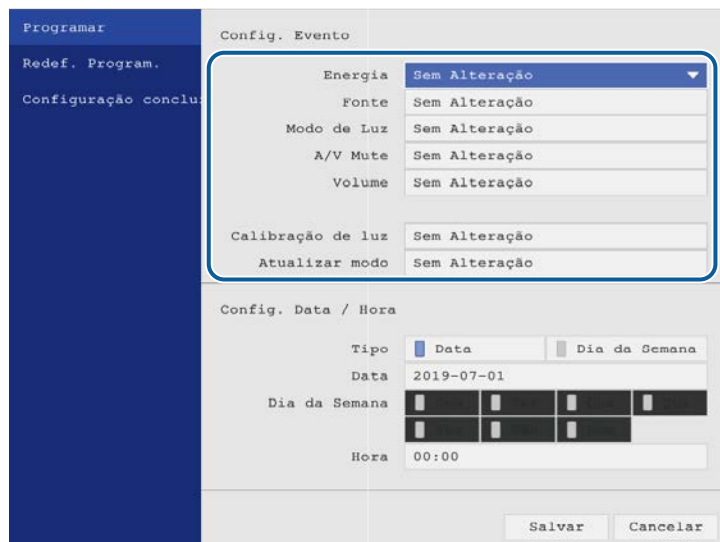 Programar
Redef. Program.
Configuração conclu
Config. Evento
Energia Sem Alteração
Fonte Sem Alteração
Modo de Luz Sem Alteração
A/V Mute Sem Alteração
Volume Sem Alteração
Calibração de luz Sem Alteração
Atualizar modo Sem Alteração
Config. Data / Hora
Tipo Data Dia da Semana
Data 2019-07-01
Dia da Semana
Hora 00:00
Salvar Cancelar